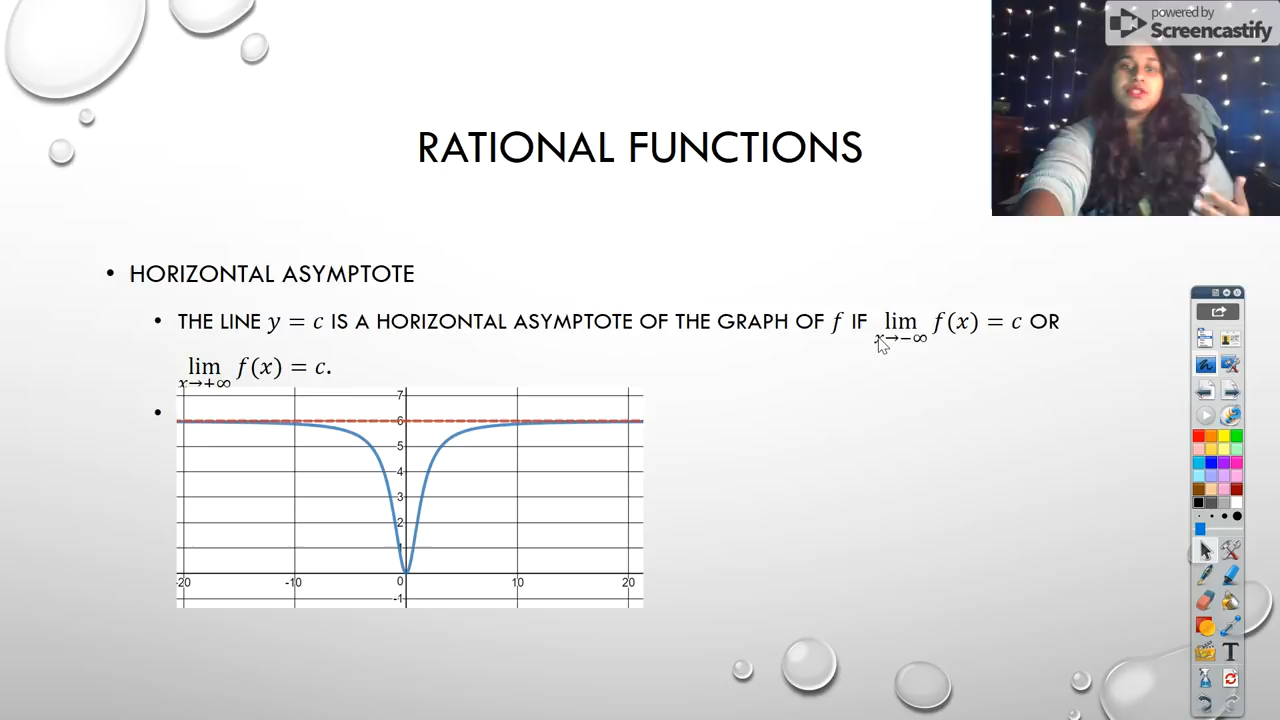 powered by
Screencastify
RATIONAL FUNCTIONS
• HORIZONTAL ASYMPTOTE
• THE LINE y = c IS A HORIZONTAL ASYMPTOTE OF THE GRAPH OF f IF lim x→−∞ f(x) = c OR
lim x→+∞ f(x) = c.
•
7
6
5
4
3
2
1
-20 -10 0 10 20
-1
T